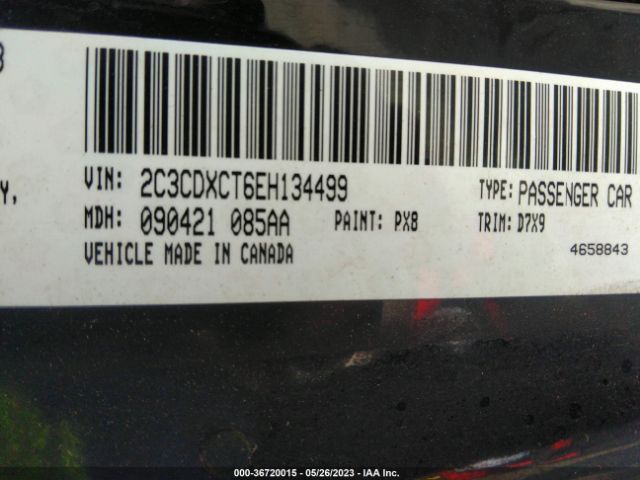 3
Y,
VIN: 2C3CDXCT6EH134499 TYPE: PASSENGER CAR
MDH: 090421 085AA PAINT: PX8 TRIM: D7X9
VEHICLE MADE IN CANADA 4658843
000-36720015 - 05/26/2023 - IAA Inc.